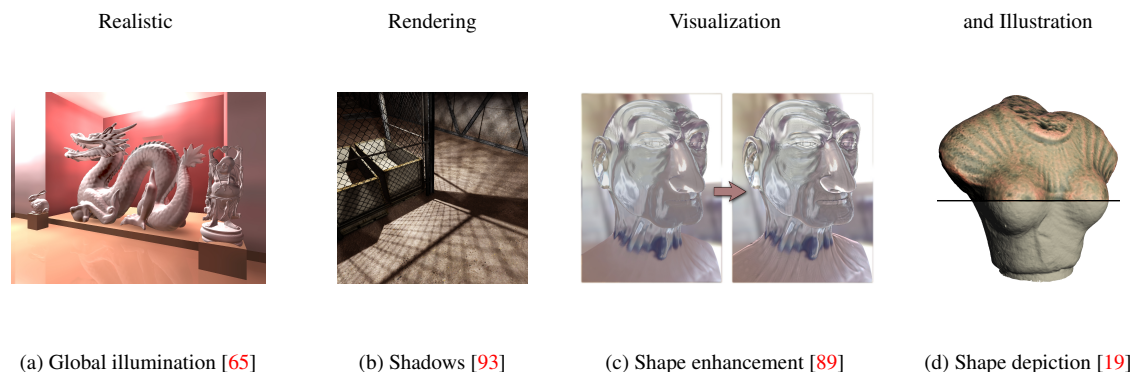 Realistic Rendering Visualization and Illustration
(a) Global illumination [65] (b) Shadows [93] (c) Shape enhancement [89] (d) Shape depiction [19]